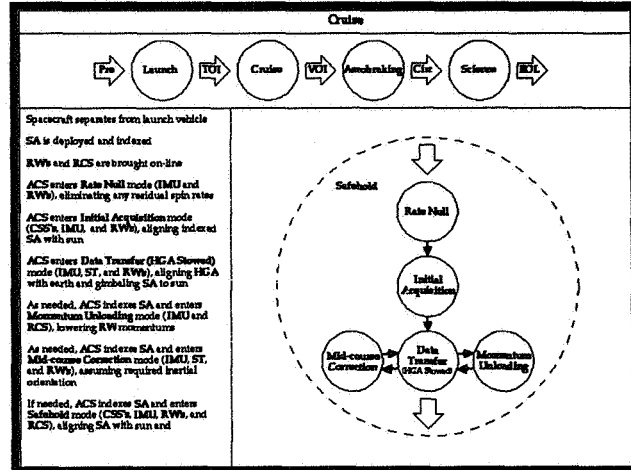 Cruise
Pre
Launch
TOI
Cruise
VOI
Aerobraking
Circ
Science
EOL
Spacecraft separates from launch vehicle
SA is deployed and indexed
RWs and RCS are brought on-line
ACS enters Rate Null mode (IMU and
RWs), eliminating any residual spin rates
ACS enters Initial Acquisition mode
(CSS's, IMU, and RWs), aligning indexed
SA with sun
ACS enters Data Transfer (HGA Stowed)
mode (IMU, ST, and RWs), aligning HGA
with earth and gimbaling SA to sun
As needed, ACS indexes SA and enters
Momentum Unloading mode (IMU and
RCS), lowering RW momentums
As needed, ACS indexes SA and enters
Mid-course Correction mode (IMU, ST,
and RWs), assuming required inertial
orientation
If needed, ACS indexes SA and enters
Safehold mode (CSS's, IMU, RWs, and
RCS), aligning SA with sun and
Safehold
Rate Null
Initial
Acquisition
Mid-course
Correction
Data
Transfer
(HGA Stowed)
Momentum
Unloading